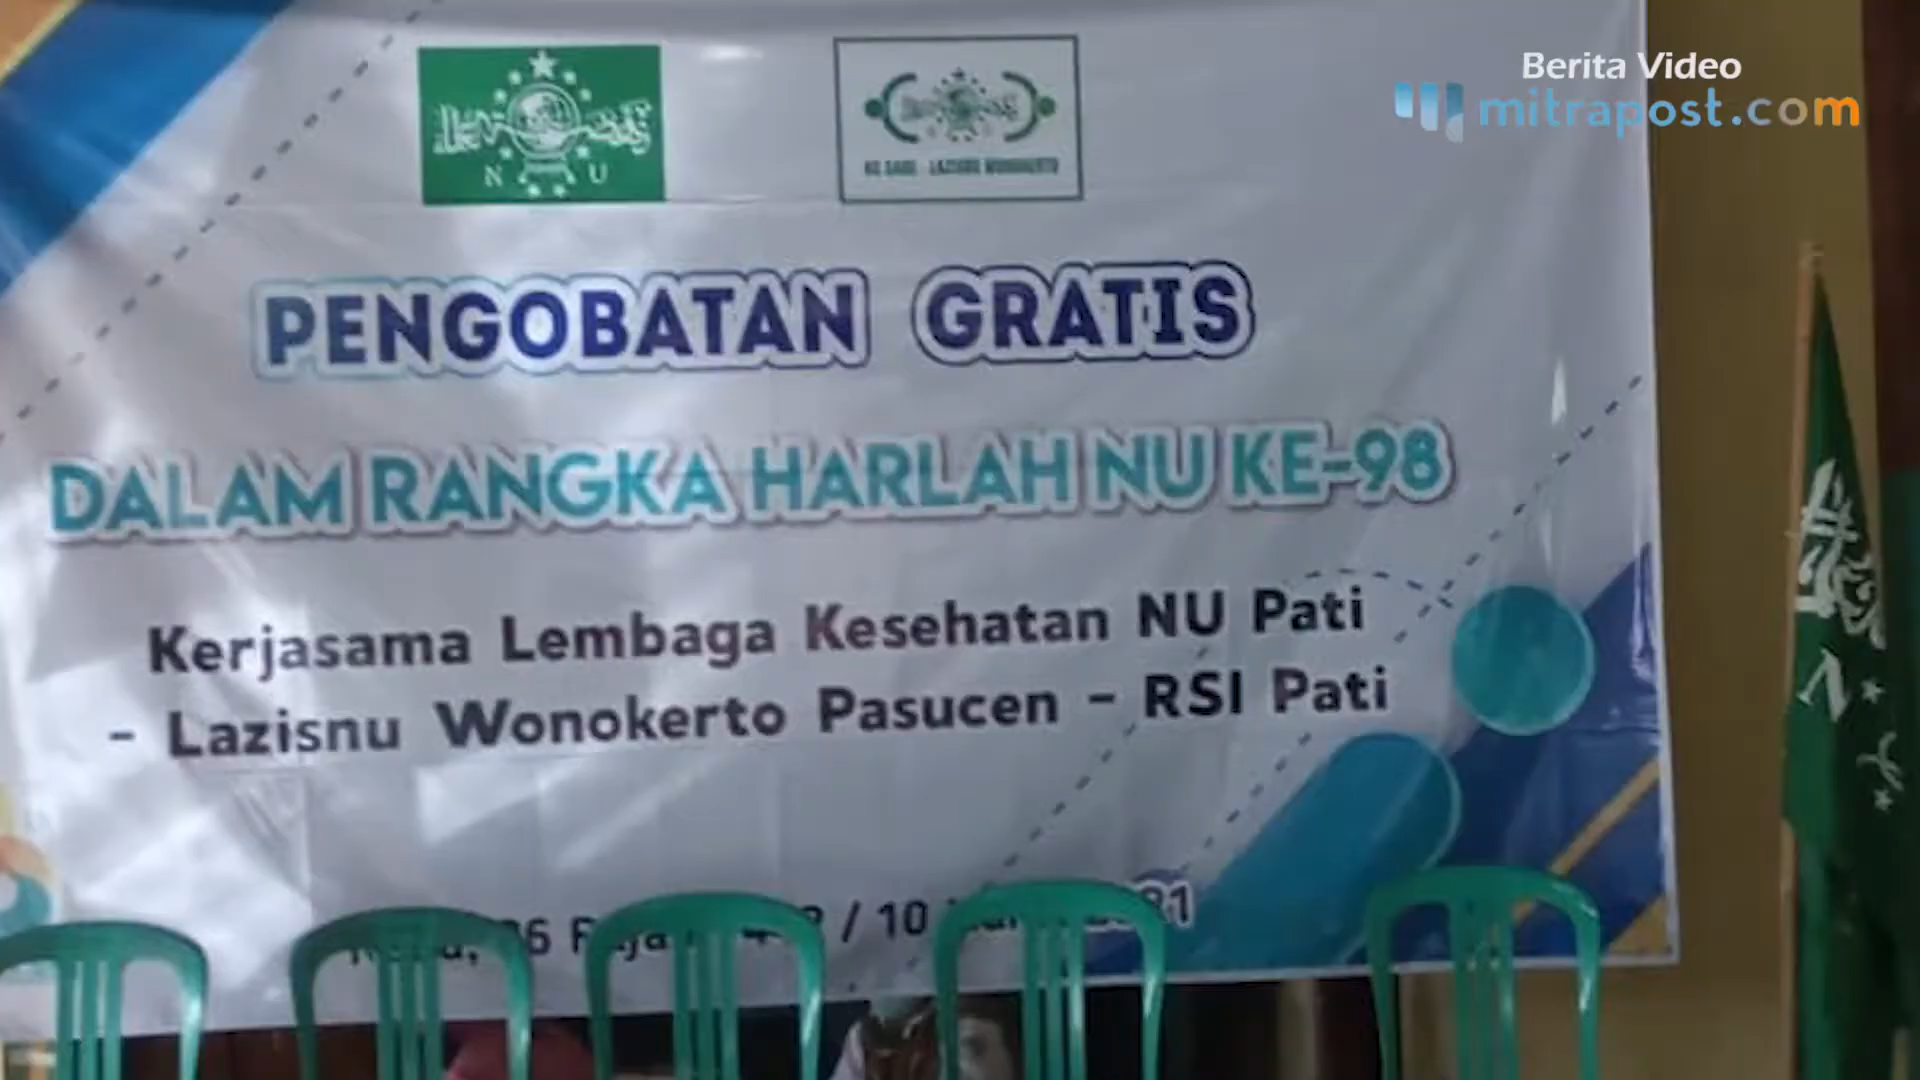 Berita Video
mitrapost.com
N U
PENGOBATAN GRATIS
DALAM RANGKA HARLAH NU KE-98
Kerjasama Lembaga Kesehatan NU Pati
- Lazisnu Wonokerto Pasucen - RSI Pati
/ 10
N